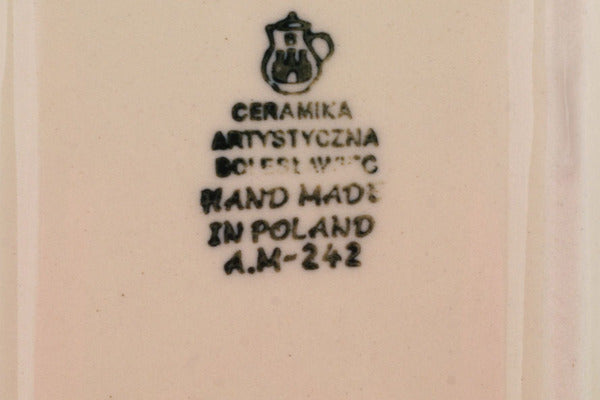 CERAMIKA
ARTYSTYCZNA
HAND MADE
IN POLAND
A.M-242